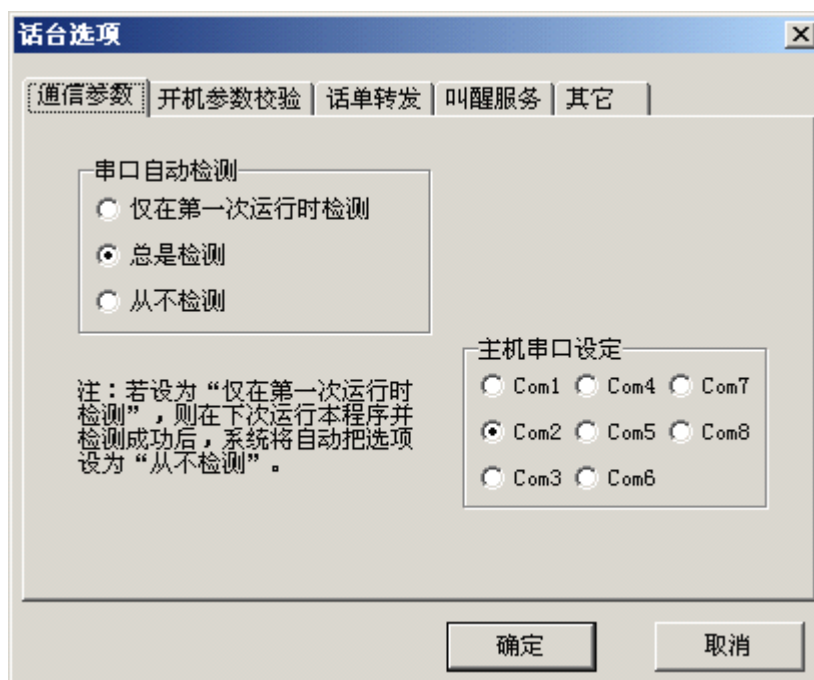 话台选项
通信参数 开机参数校验 话单转发 叫醒服务 其它
串口自动检测
仅在第一次运行时检测
总是检测
从不检测
注：若设为“仅在第一次运行时
检测”，则在下次运行本程序并
检测成功后，系统将自动把选项
设为“从不检测”。
主机串口设定
Com1 Com4 Com7
Com2 Com5 Com8
Com3 Com6
确定 取消